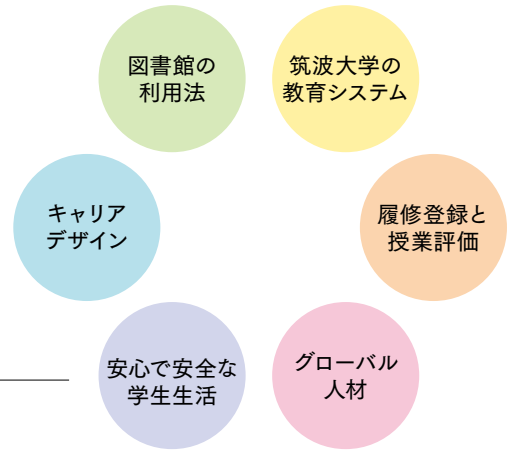 図書館の
利用法
筑波大学の
教育システム
キャリア
デザイン
履修登録と
授業評価
安心で安全な
学生生活
グローバル
人材